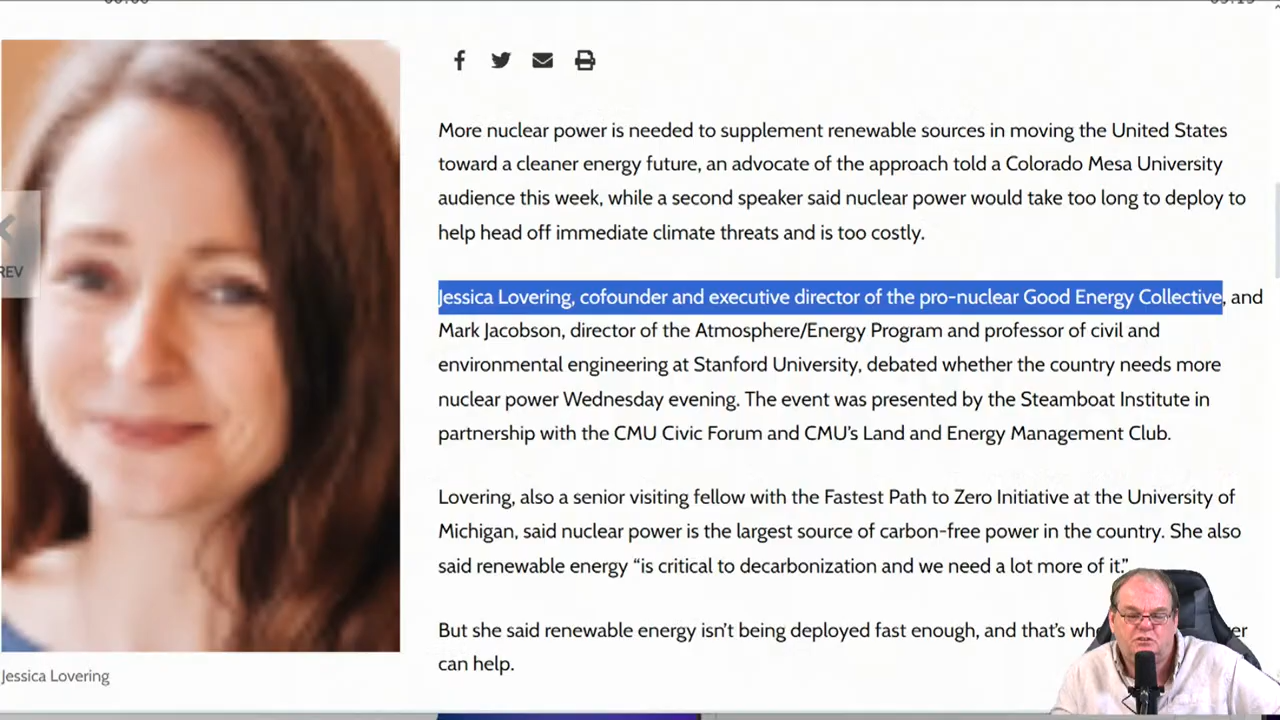 REV
More nuclear power is needed to supplement renewable sources in moving the United States
toward a cleaner energy future, an advocate of the approach told a Colorado Mesa University
audience this week, while a second speaker said nuclear power would take too long to deploy to
help head off immediate climate threats and is too costly.
Jessica Lovering, cofounder and executive director of the pro-nuclear Good Energy Collective, and
Mark Jacobson, director of the Atmosphere/Energy Program and professor of civil and
environmental engineering at Stanford University, debated whether the country needs more
nuclear power Wednesday evening. The event was presented by the Steamboat Institute in
partnership with the CMU Civic Forum and CMU's Land and Energy Management Club.
Lovering, also a senior visiting fellow with the Fastest Path to Zero Initiative at the University of
Michigan, said nuclear power is the largest source of carbon-free power in the country. She also
said renewable energy “is critical to decarbonization and we need a lot more of it.”
But she said renewable energy isn't being deployed fast enough, and that's
can help.
Jessica Lovering